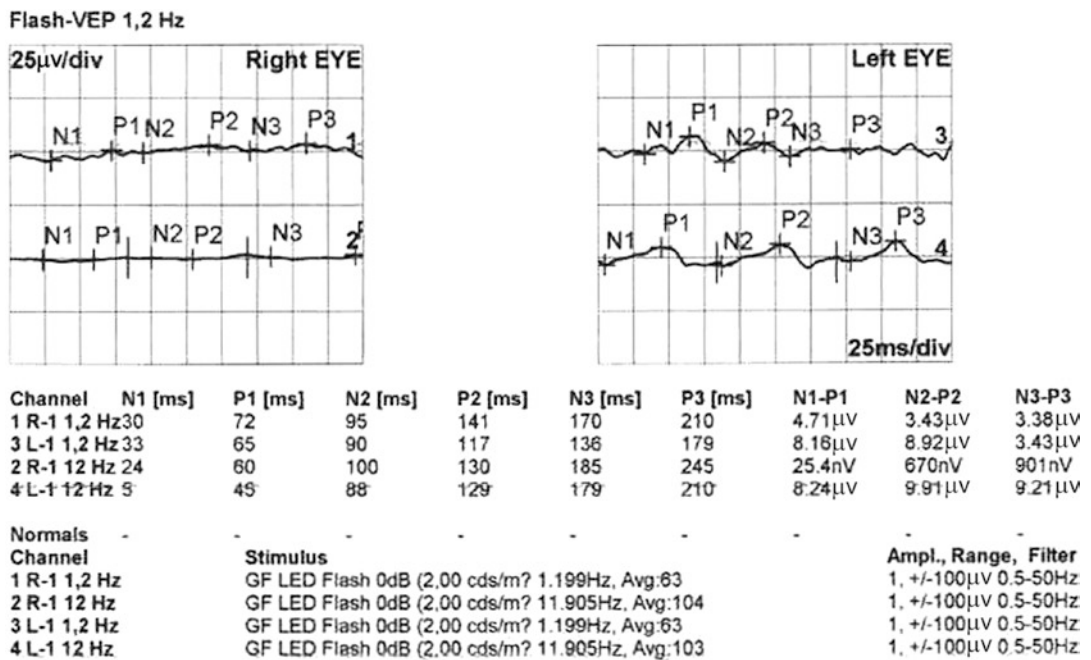 Flash-VEP 1,2 Hz
25µv/div Right EYE
N1 P1 N2 P2 N3 P3 1
N1 P1 N2 P2 N3 2
Left EYE
N1 P1 N2 P2 N3 P3 3
N1 P1 N2 P2 N3 P3 4
25ms/div
Channel N1 [ms] P1 [ms] N2 [ms] P2 [ms] N3 [ms] P3 [ms] N1-P1 N2-P2 N3-P3
1 R-1 1,2 Hz 30 72 95 141 170 210 4.71µV 3.43µV 3.38µV
3 L-1 1,2 Hz 33 65 90 117 136 179 8.16µV 8.92µV 3.43µV
2 R-1 12 Hz 24 60 100 130 185 245 25.4nV 670nV 901nV
4 L-1 12 Hz 5 45 88 129 179 210 8.24µV 9.91µV 9.21µV
Normals - - - - - - - - -
Channel Stimulus Ampl., Range, Filter
1 R-1 1,2 Hz GF LED Flash 0dB (2,00 cds/m? 1.199Hz, Avg:63 1, +/-100µV 0.5-50Hz
2 R-1 12 Hz GF LED Flash 0dB (2,00 cds/m? 11.905Hz, Avg:104 1, +/-100µV 0.5-50Hz
3 L-1 1,2 Hz GF LED Flash 0dB (2,00 cds/m? 1.199Hz, Avg:63 1, +/-100µV 0.5-50Hz
4 L-1 12 Hz GF LED Flash 0dB (2,00 cds/m? 11.905Hz, Avg:103 1, +/-100µV 0.5-50Hz